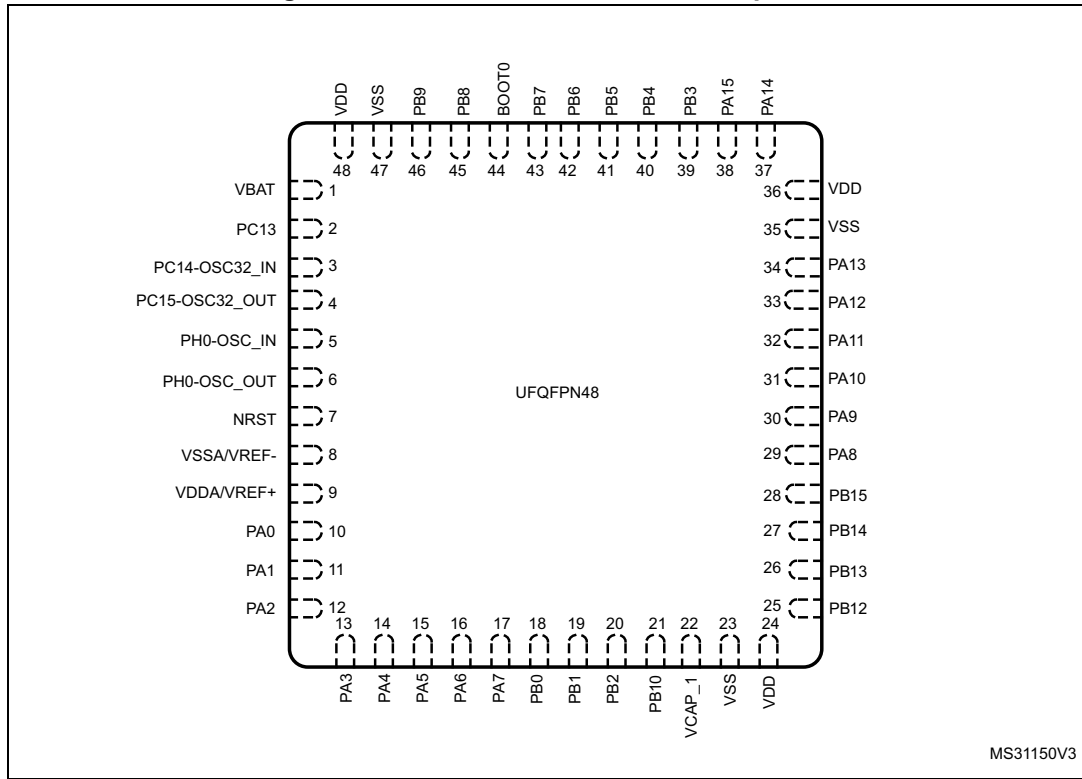 VDD
VSS
PB9
PB8
BOOT0
PB7
PB6
PB5
PB4
PB3
PA15
PA14
48 47 46 45 44 43 42 41 40 39 38 37
VBAT 1 36 VDD
PC13 2 35 VSS
PC14-OSC32_IN 3 34 PA13
PC15-OSC32_OUT 4 33 PA12
PH0-OSC_IN 5 32 PA11
PH0-OSC_OUT 6 31 PA10
UFQFPN48
NRST 7 30 PA9
VSSA/VREF- 8 29 PA8
VDDA/VREF+ 9 28 PB15
PA0 10 27 PB14
PA1 11 26 PB13
PA2 12 25 PB12
13 14 15 16 17 18 19 20 21 22 23 24
PA3
PA4
PA5
PA6
PA7
PB0
PB1
PB2
PB10
VCAP_1
VSS
VDD
MS31150V3